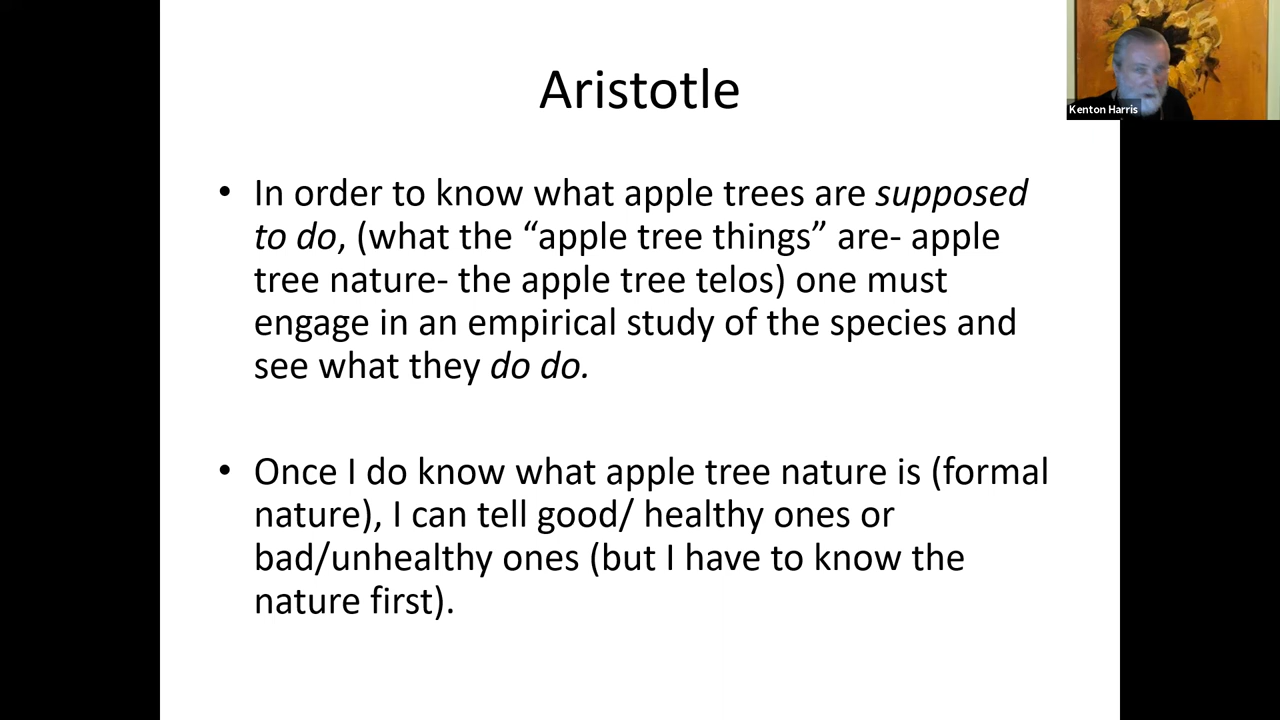 Aristotle
Kenton Harris
• In order to know what apple trees are supposed
to do, (what the “apple tree things” are- apple
tree nature- the apple tree telos) one must
engage in an empirical study of the species and
see what they do do.
• Once I do know what apple tree nature is (formal
nature), I can tell good/ healthy ones or
bad/unhealthy ones (but I have to know the
nature first).